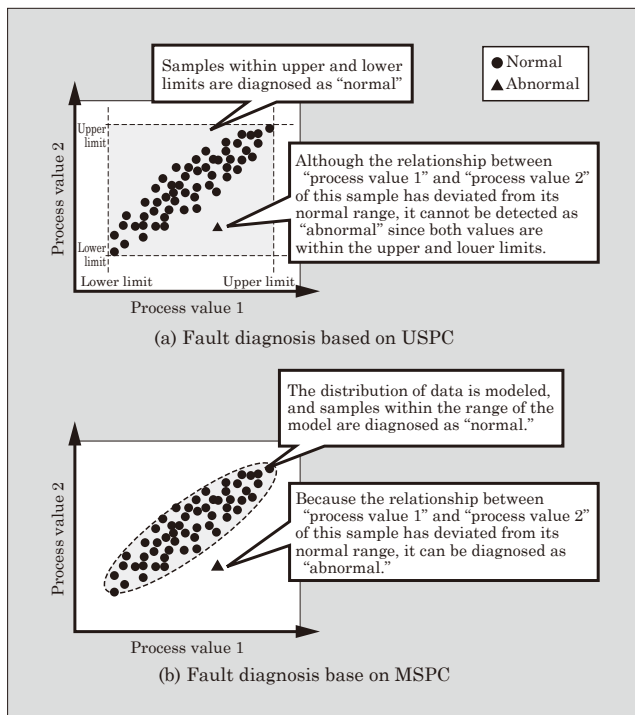 Samples within upper and lower
limits are diagnosed as “normal”
Normal
Abnormal
Process value 2
Upper
limit
Although the relationship between
“process value 1” and “process value 2”
of this sample has deviated from its
normal range, it cannot be detected as
“abnormal” since both values are
within the upper and louer limits.
Lower
limit
Lower limit
Upper limit
Process value 1
(a) Fault diagnosis based on USPC
The distribution of data is modeled,
and samples within the range of the
model are diagnosed as “normal.”
Process value 2
Because the relationship between
“process value 1” and “process value 2”
of this sample has deviated from its
normal range, it can be diagnosed as
“abnormal.”
Process value 1
(b) Fault diagnosis base on MSPC